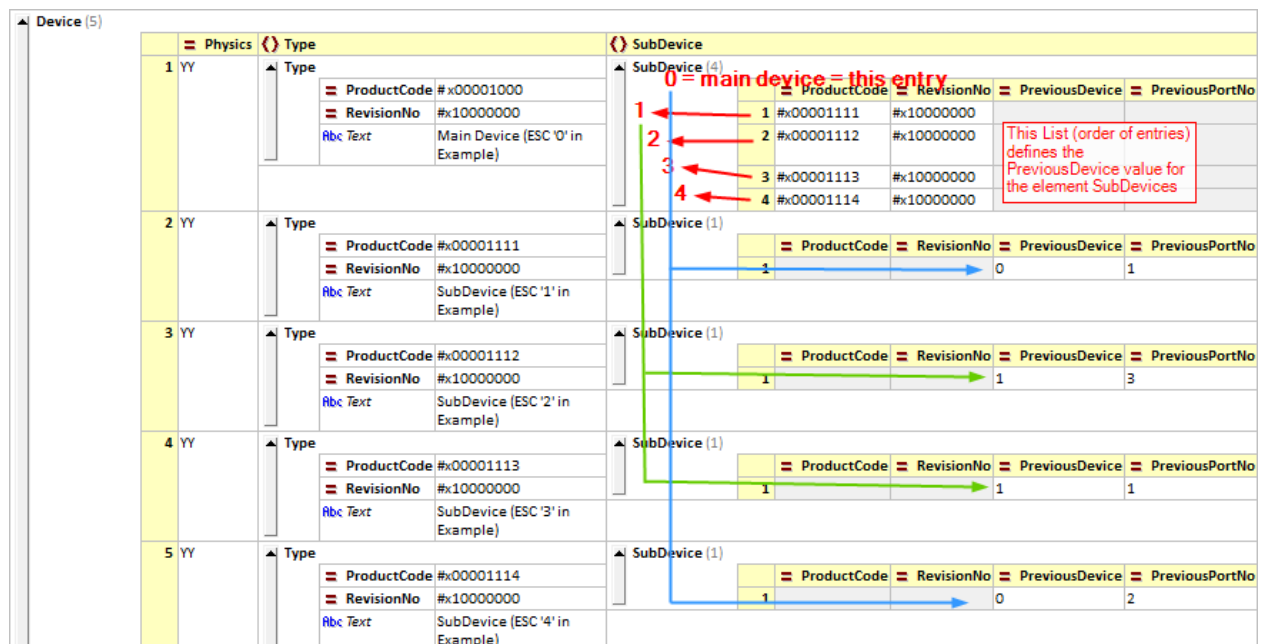 Device (5)
= Physics {} Type {} SubDevice
1 YY Type SubDevice (4)
0 = main device = this entry
= ProductCode #x00001000 = ProductCode = RevisionNo = PreviousDevice = PreviousPortNo
= RevisionNo #x10000000 1 1 #x00001111 #x10000000
Abc Text Main Device (ESC '0' in 2 2 #x00001112 #x10000000
Example)
3 3 #x00001113 #x10000000
4 4 #x00001114 #x10000000
This List (order of entries)
defines the
PreviousDevice value for
the element SubDevices
2 YY Type SubDevice (1)
= ProductCode #x00001111 = ProductCode = RevisionNo = PreviousDevice = PreviousPortNo
= RevisionNo #x10000000 1 0 1
Abc Text SubDevice (ESC '1' in
Example)
3 YY Type SubDevice (1)
= ProductCode #x00001112 = ProductCode = RevisionNo = PreviousDevice = PreviousPortNo
= RevisionNo #x10000000 1 1 3
Abc Text SubDevice (ESC '2' in
Example)
4 YY Type SubDevice (1)
= ProductCode #x00001113 = ProductCode = RevisionNo = PreviousDevice = PreviousPortNo
= RevisionNo #x10000000 1 1 1
Abc Text SubDevice (ESC '3' in
Example)
5 YY Type SubDevice (1)
= ProductCode #x00001114 = ProductCode = RevisionNo = PreviousDevice = PreviousPortNo
= RevisionNo #x10000000 1 0 2
Abc Text SubDevice (ESC '4' in
Example)